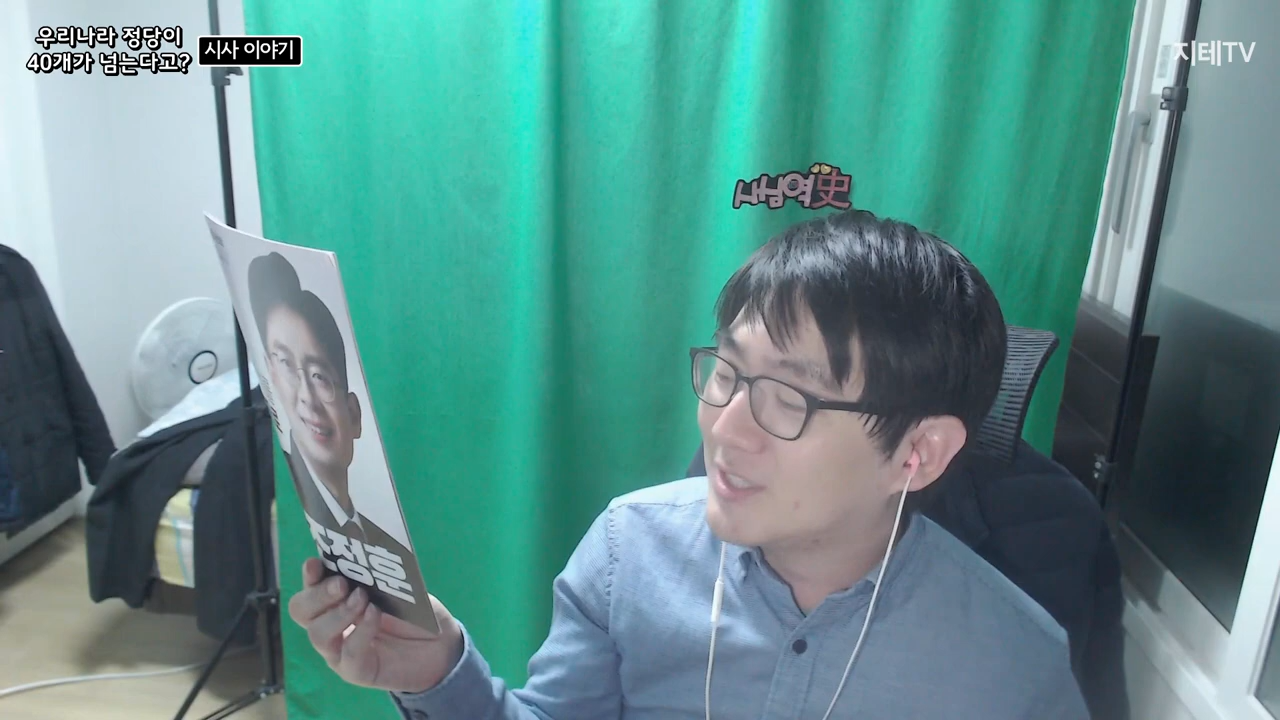 우리나라 정당이
40개가 넘는다고?
시사 이야기
지테TV
사심역史
조정훈